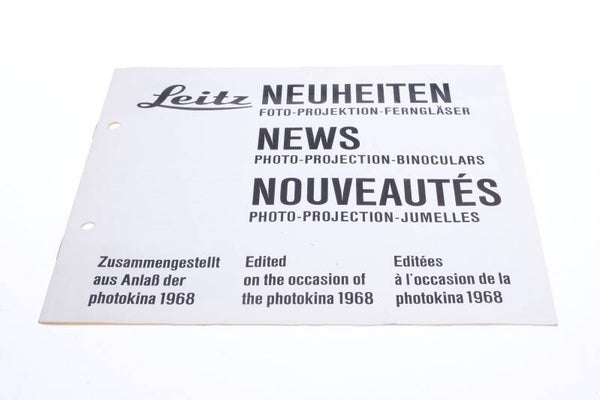 Leitz NEUHEITEN
FOTO-PROJEKTION-FERNGLÄSER
NEWS
PHOTO-PROJECTION-BINOCULARS
NOUVEAUTÉS
PHOTO-PROJECTION-JUMELLES
Zusammengestellt
aus Anlaß der
photokina 1968
Edited
on the occasion of
the photokina 1968
Editées
à l'occasion de la
photokina 1968